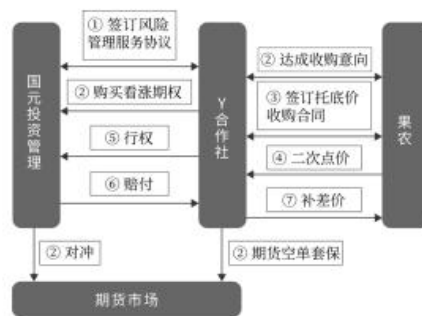 ① 签订风险
管理服务协议
② 购买看涨期权
⑤ 行权
⑥ 赔付
国元投资管理
Y合作社
果农
② 达成收购意向
③ 签订托底价
收购合同
④ 二次点价
⑦ 补差价
② 对冲
② 期货空单套保
期货市场